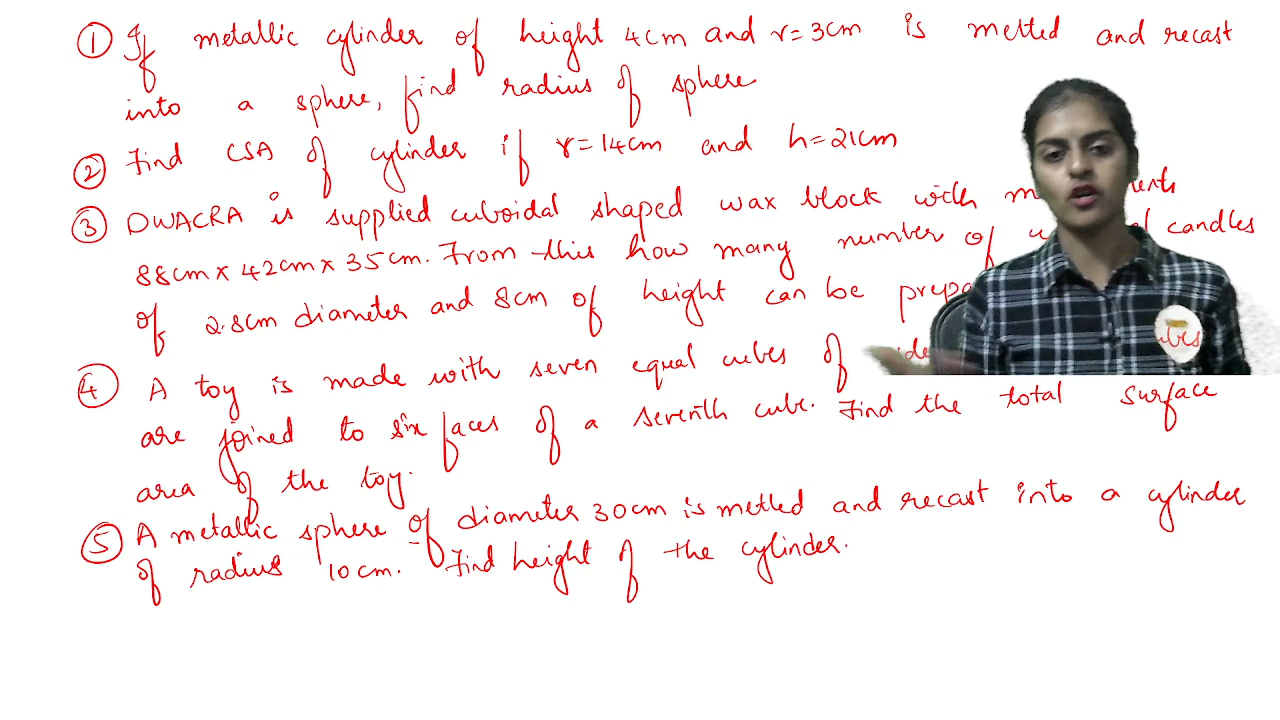 ① If metallic cylinder of height 4cm and r=3cm is melted and recast
into a sphere, find radius of sphere
② Find CSA of cylinder if r=14cm and h=21cm
③ DWACRA is supplied cuboidal shaped wax block with
88cm x 42cm x 35cm. From this how many number of candles
of 2.8cm diameter and 8cm of height can be
④ A toy is made with seven equal cubes of
are joined to six faces of a seventh cube. Find the total surface
area of the toy.
⑤ A metallic sphere of diameter 30cm is metled and recast into a cylinder
of radius 10cm. Find height of the cylinder.